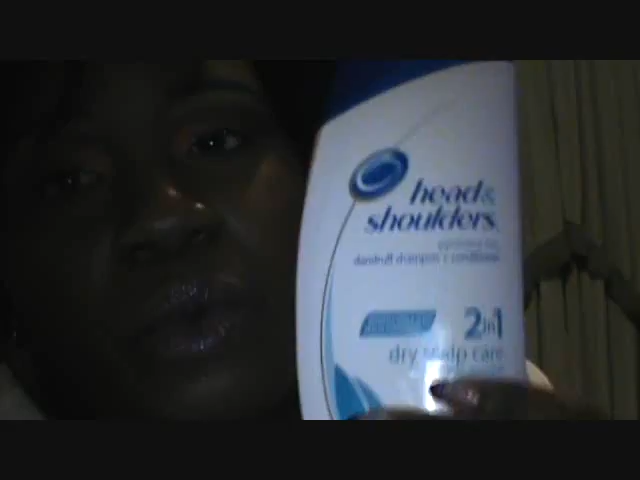 head &
shoulders
dandruff shampoo + conditioner
2in1
dry scalp care